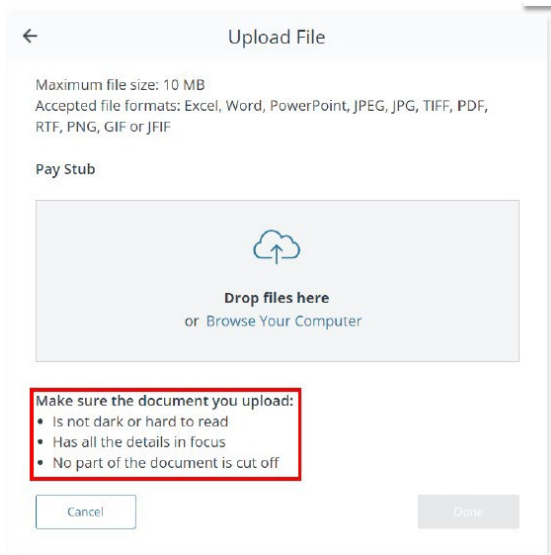 Upload File
Maximum file size: 10 MB
Accepted file formats: Excel, Word, PowerPoint, JPEG, JPG, TIFF, PDF,
RTF, PNG, GIF or JFIF
Pay Stub
Drop files here
or Browse Your Computer
Make sure the document you upload:
• Is not dark or hard to read
• Has all the details in focus
• No part of the document is cut off
Cancel Done